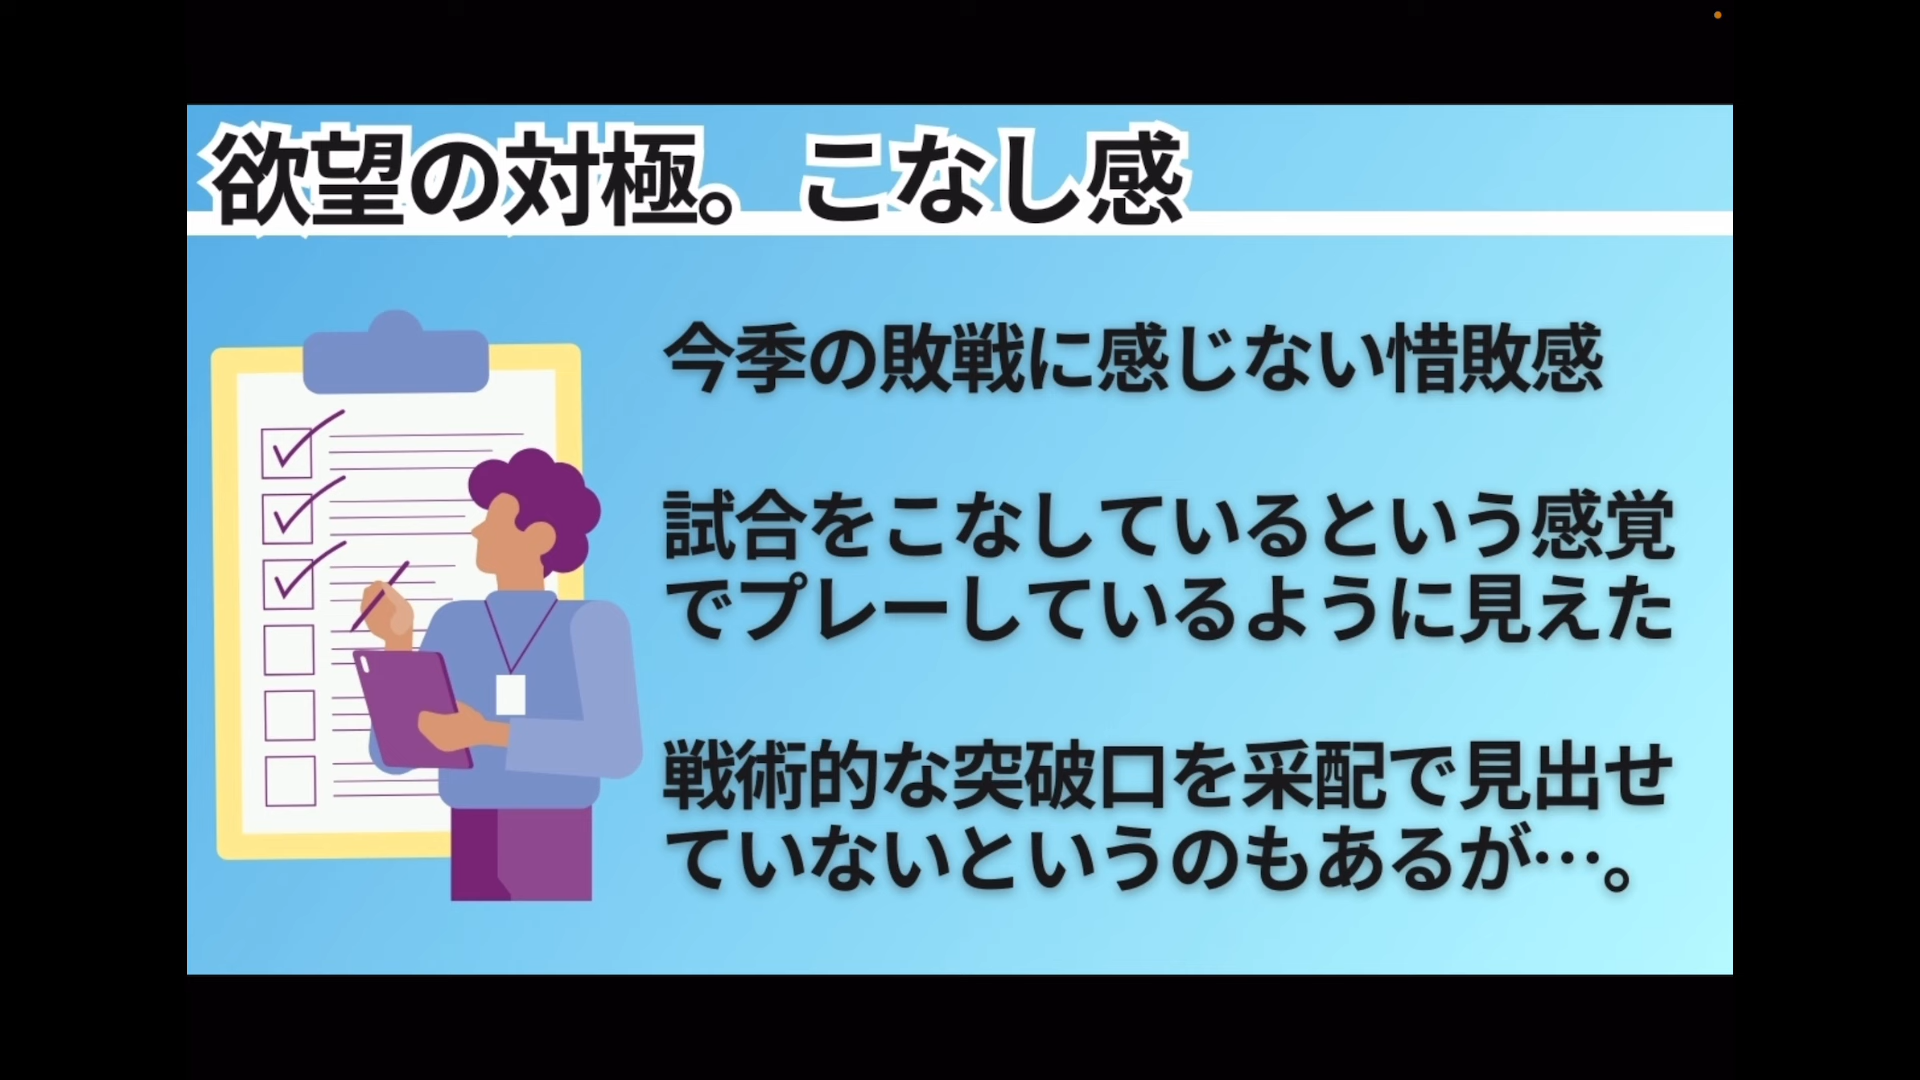 欲望の対極。こなし感
今季の敗戦に感じない惜敗感
試合をこなしているという感覚
でプレーしているように見えた
戦術的な突破口を采配で見出せ
ていないというのもあるが…。